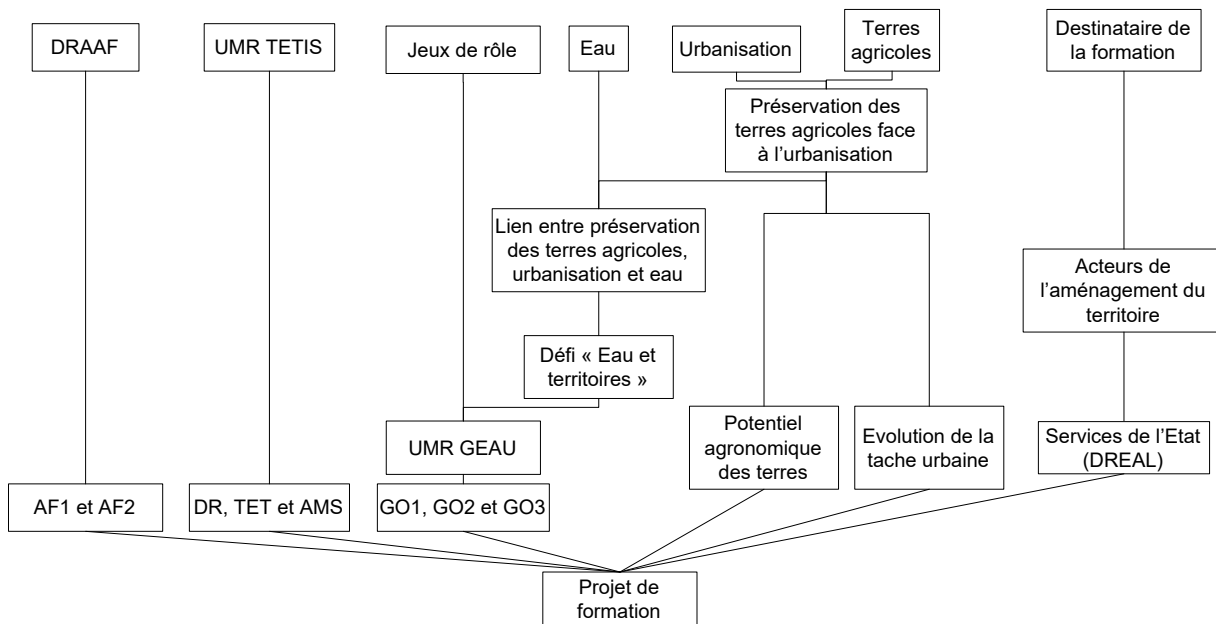 DRAAF
UMR TETIS
Jeux de rôle
Eau
Urbanisation
Terres
agricoles
Destinataire de
la formation
Préservation des
terres agricoles face
à l’urbanisation
Lien entre préservation
des terres agricoles,
urbanisation et eau
Acteurs de
l’aménagement du
territoire
Défi « Eau et
territoires »
UMR GEAU
Potentiel
agronomique
des terres
Evolution de la
tache urbaine
Services de l’Etat
(DREAL)
AF1 et AF2
DR, TET et AMS
GO1, GO2 et GO3
Projet de
formation